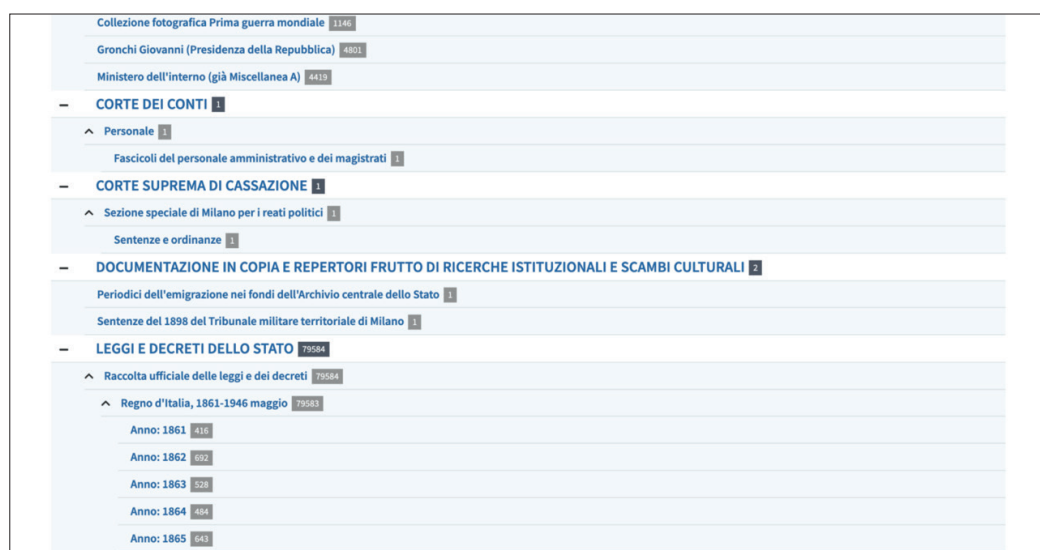 Collezione fotografica Prima guerra mondiale 1146
Gronchi Giovanni (Presidenza della Repubblica) 4801
Ministero dell'interno (già Miscellanea A) 4419
– CORTE DEI CONTI 1
Personale 1
Fascicoli del personale amministrativo e dei magistrati 1
– CORTE SUPREMA DI CASSAZIONE 1
Sezione speciale di Milano per i reati politici 1
Sentenze e ordinanze 1
– DOCUMENTAZIONE IN COPIA E REPERTORI FRUTTO DI RICERCHE ISTITUZIONALI E SCAMBI CULTURALI 2
Periodici dell'emigrazione nei fondi dell'Archivio centrale dello Stato 1
Sentenze del 1898 del Tribunale militare territoriale di Milano 1
– LEGGI E DECRETI DELLO STATO 79584
Raccolta ufficiale delle leggi e dei decreti 79584
Regno d'Italia, 1861-1946 maggio 79583
Anno: 1861 416
Anno: 1862 692
Anno: 1863 528
Anno: 1864 484
Anno: 1865 643